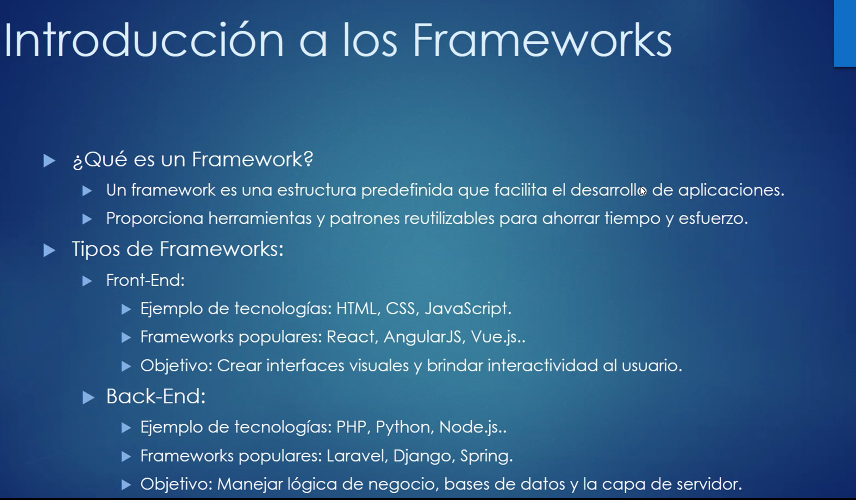 Introducción a los Frameworks
¿Qué es un Framework?
Un framework es una estructura predefinida que facilita el desarrollo de aplicaciones.
Proporciona herramientas y patrones reutilizables para ahorrar tiempo y esfuerzo.
Tipos de Frameworks:
Front-End:
Ejemplo de tecnologías: HTML, CSS, JavaScript.
Frameworks populares: React, AngularJS, Vue.js..
Objetivo: Crear interfaces visuales y brindar interactividad al usuario.
Back-End:
Ejemplo de tecnologías: PHP, Python, Node.js..
Frameworks populares: Laravel, Django, Spring.
Objetivo: Manejar lógica de negocio, bases de datos y la capa de servidor.